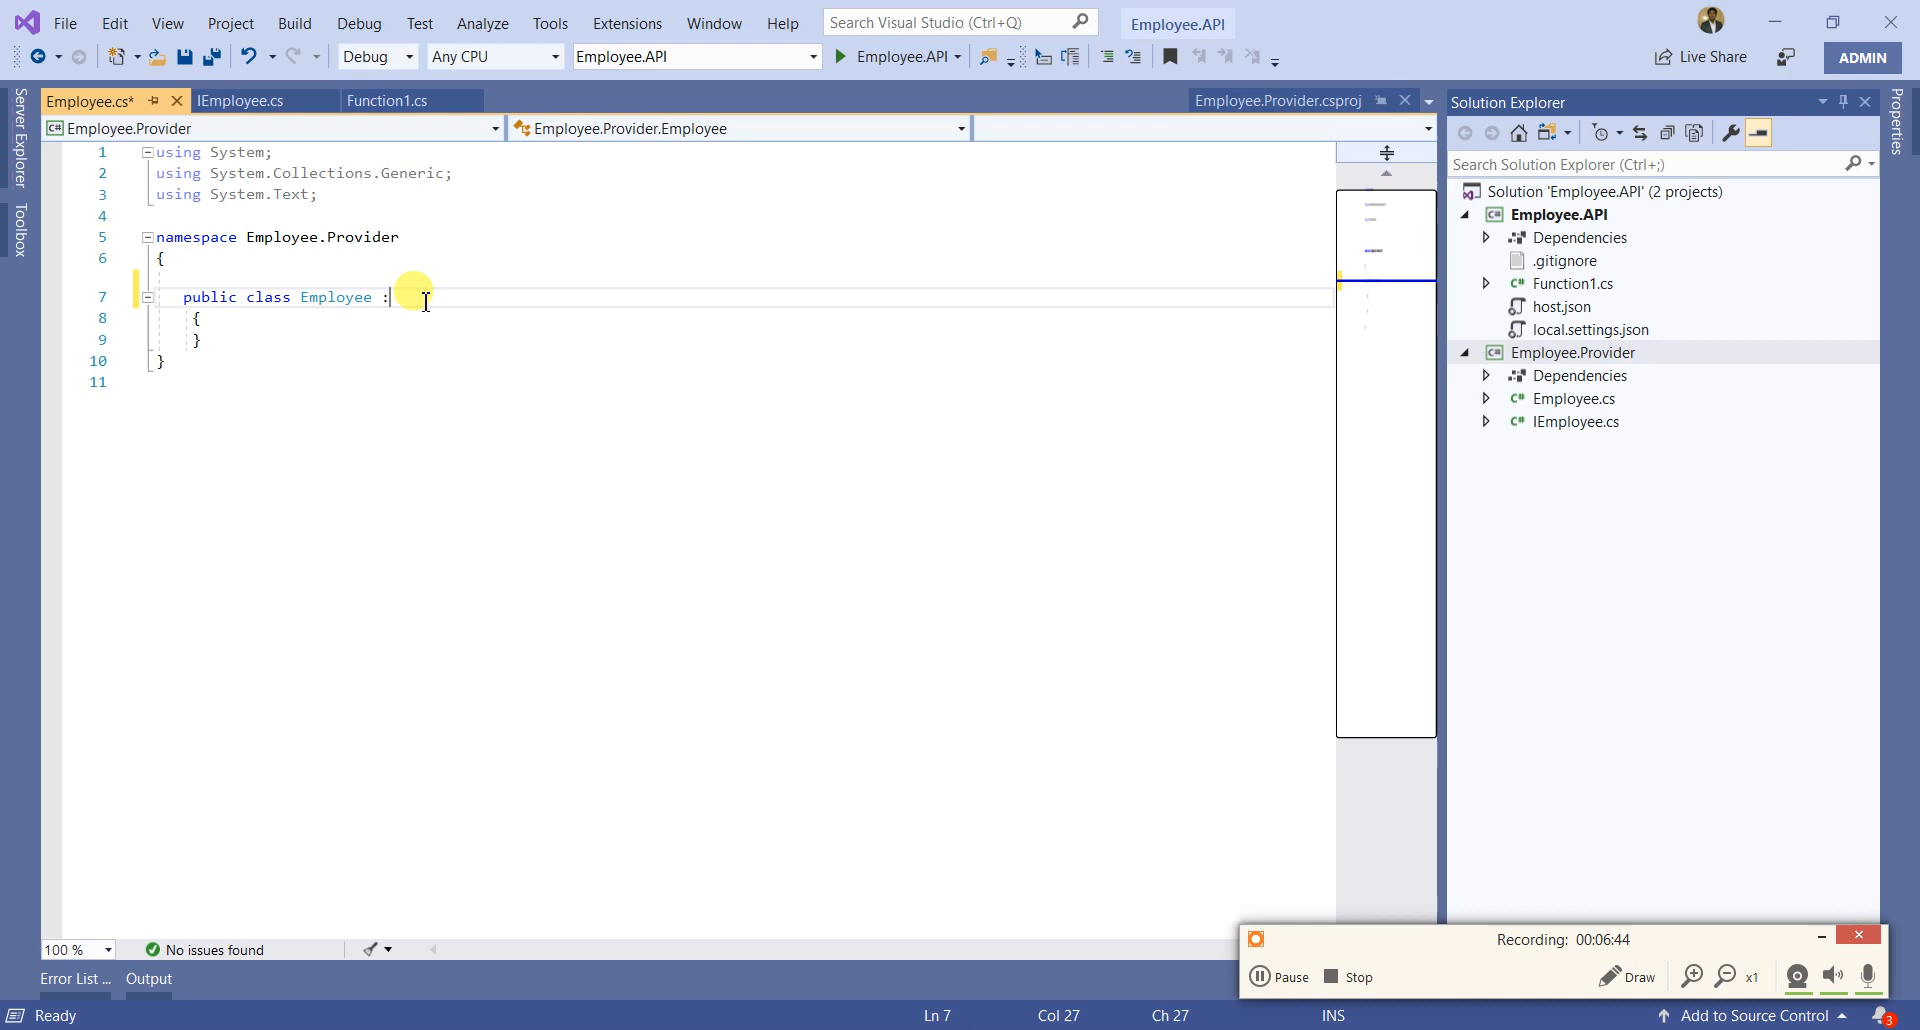 File Edit View Project Build Debug Test Analyze Tools Extensions Window Help Search Visual Studio (Ctrl+Q) Employee.API
Debug Any CPU Employee.API Employee.API Live Share ADMIN
Server Explorer
Toolbox
Employee.cs* IEmployee.cs Function1.cs Employee.Provider.csproj
C# Employee.Provider Employee.Provider.Employee
1 using System;
2 using System.Collections.Generic;
3 using System.Text;
4
5 namespace Employee.Provider
6 {
7 public class Employee :
8 {
9 }
10 }
11
100 % No issues found
Error List ... Output
Solution Explorer
Search Solution Explorer (Ctrl+;)
Solution 'Employee.API' (2 projects)
C# Employee.API
Dependencies
.gitignore
C# Function1.cs
host.json
local.settings.json
C# Employee.Provider
Dependencies
C# Employee.cs
C# IEmployee.cs
Properties
Recording: 00:06:44
Pause Stop Draw x1
Ready Ln 7 Col 27 Ch 27 INS Add to Source Control 3